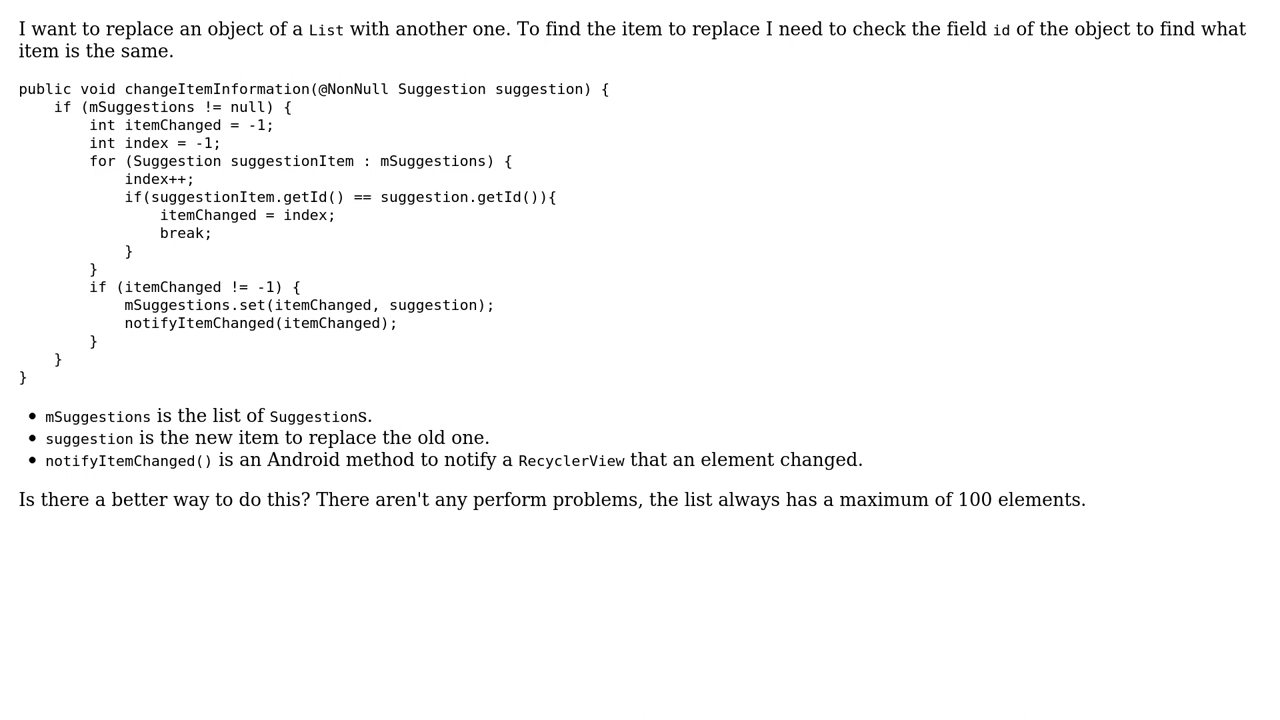 I want to replace an object of a List with another one. To find the item to replace I need to check the field id of the object to find what
item is the same.
public void changeItemInformation(@NonNull Suggestion suggestion) {
    if (mSuggestions != null) {
        int itemChanged = -1;
        int index = -1;
        for (Suggestion suggestionItem : mSuggestions) {
            index++;
            if(suggestionItem.getId() == suggestion.getId()){
                itemChanged = index;
                break;
            }
        }
        if (itemChanged != -1) {
            mSuggestions.set(itemChanged, suggestion);
            notifyItemChanged(itemChanged);
        }
    }
}
• mSuggestions is the list of Suggestions.
• suggestion is the new item to replace the old one.
• notifyItemChanged() is an Android method to notify a RecyclerView that an element changed.
Is there a better way to do this? There aren't any perform problems, the list always has a maximum of 100 elements.